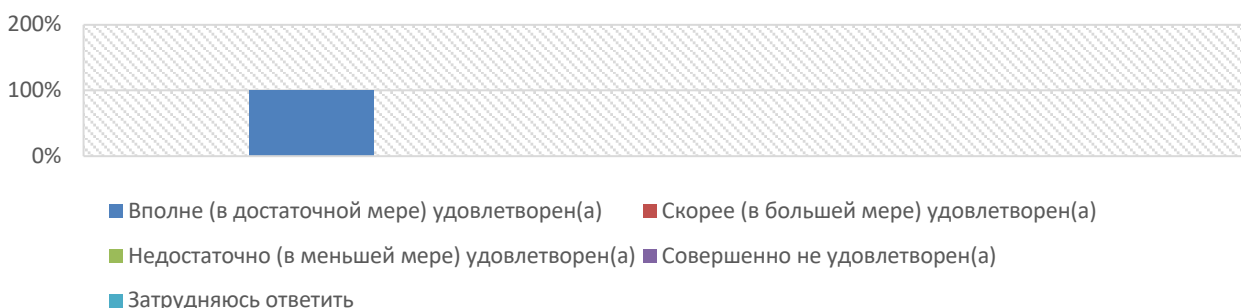 200%
100%
0%
Вполне (в достаточной мере) удовлетворен(а)
Скорее (в большей мере) удовлетворен(а)
Недостаточно (в меньшей мере) удовлетворен(а)
Совершенно не удовлетворен(а)
Затрудняюсь ответить